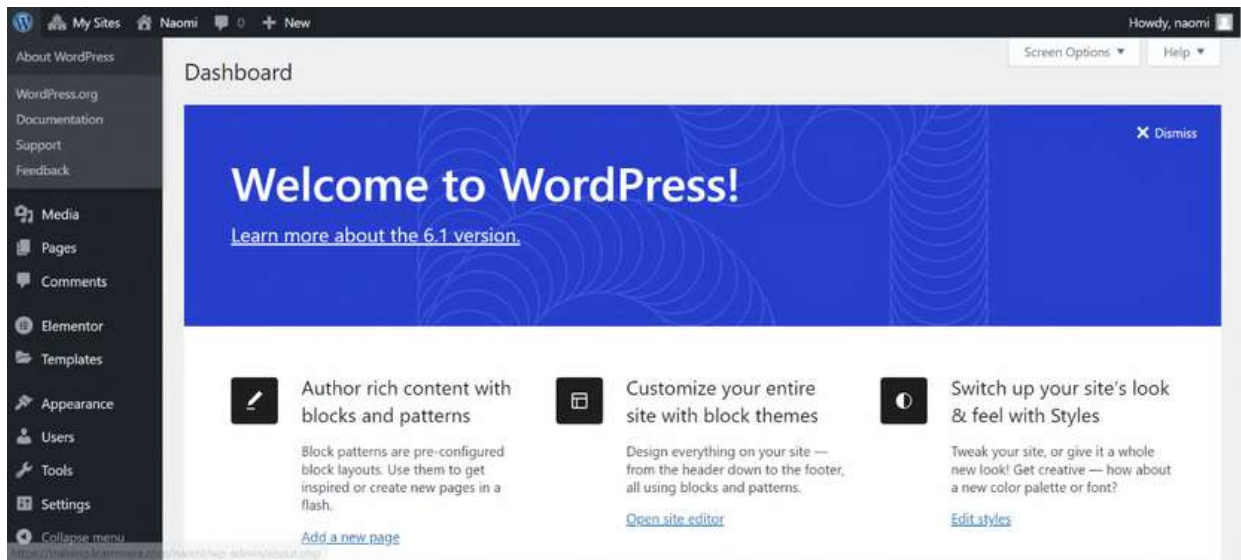 My Sites Naomi 0 + New Howdy, naomi
About WordPress
WordPress.org
Documentation
Support
Feedback
Media
Pages
Comments
Elementor
Templates
Appearance
Users
Tools
Settings
Collapse menu
Screen Options ▼ Help ▼
Dashboard
Dismiss
Welcome to WordPress!
Learn more about the 6.1 version.
Author rich content with
blocks and patterns
Block patterns are pre-configured
block layouts. Use them to get
inspired or create new pages in a
flash.
Add a new page
Customize your entire
site with block themes
Design everything on your site —
from the header down to the footer,
all using blocks and patterns.
Open site editor
Switch up your site's look
& feel with Styles
Tweak your site, or give it a whole
new look! Get creative — how about
a new color palette or font?
Edit styles